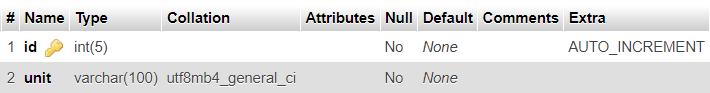 # Name Type Collation Attributes Null Default Comments Extra
1 id int(5) No None AUTO_INCREMENT
2 unit varchar(100) utf8mb4_general_ci No None